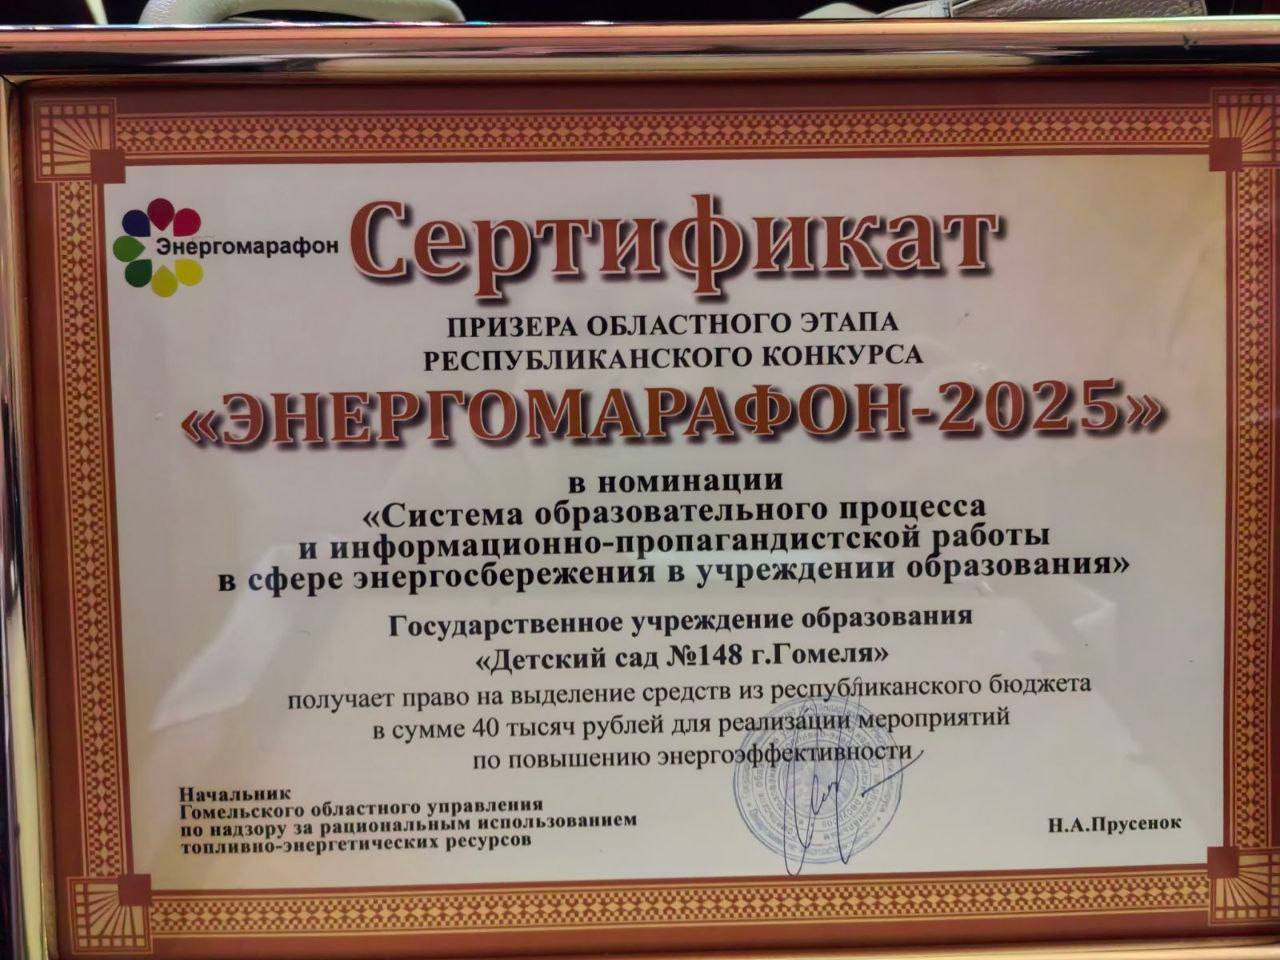 Энергомарафон
Сертификат
ПРИЗЕРА ОБЛАСТНОГО ЭТАПА
РЕСПУБЛИКАНСКОГО КОНКУРСА
«ЭНЕРГОМАРАФОН-2025»
в номинации
«Система образовательного процесса
и информационно-пропагандистской работы
в сфере энергосбережения в учреждении образования»
Государственное учреждение образования
«Детский сад №148 г.Гомеля»
получает право на выделение средств из республиканского бюджета
в сумме 40 тысяч рублей для реализации мероприятий
по повышению энергоэффективности
Начальник
Гомельского областного управления
по надзору за рациональным использованием
топливно-энергетических ресурсов
Н.А.Прусенок